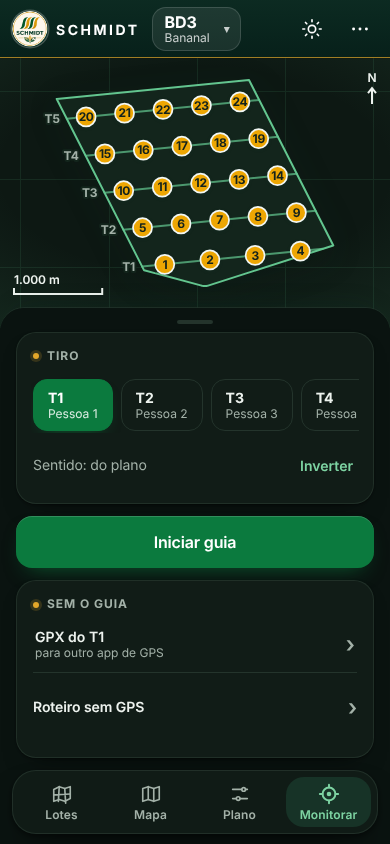 SCHMIDT
SCHMIDT
BD3
Bananal
N
T5 20 21 22 23 24
T4 15 16 17 18 19
T3 10 11 12 13 14
T2 5 6 7 8 9
T1 1 2 3 4
1.000 m
TIRO
T1 T2 T3 T4
Pessoa 1 Pessoa 2 Pessoa 3 Pessoa
Sentido: do plano Inverter
Iniciar guia
SEM O GUIA
GPX do T1
para outro app de GPS
Roteiro sem GPS
Lotes Mapa Plano Monitorar